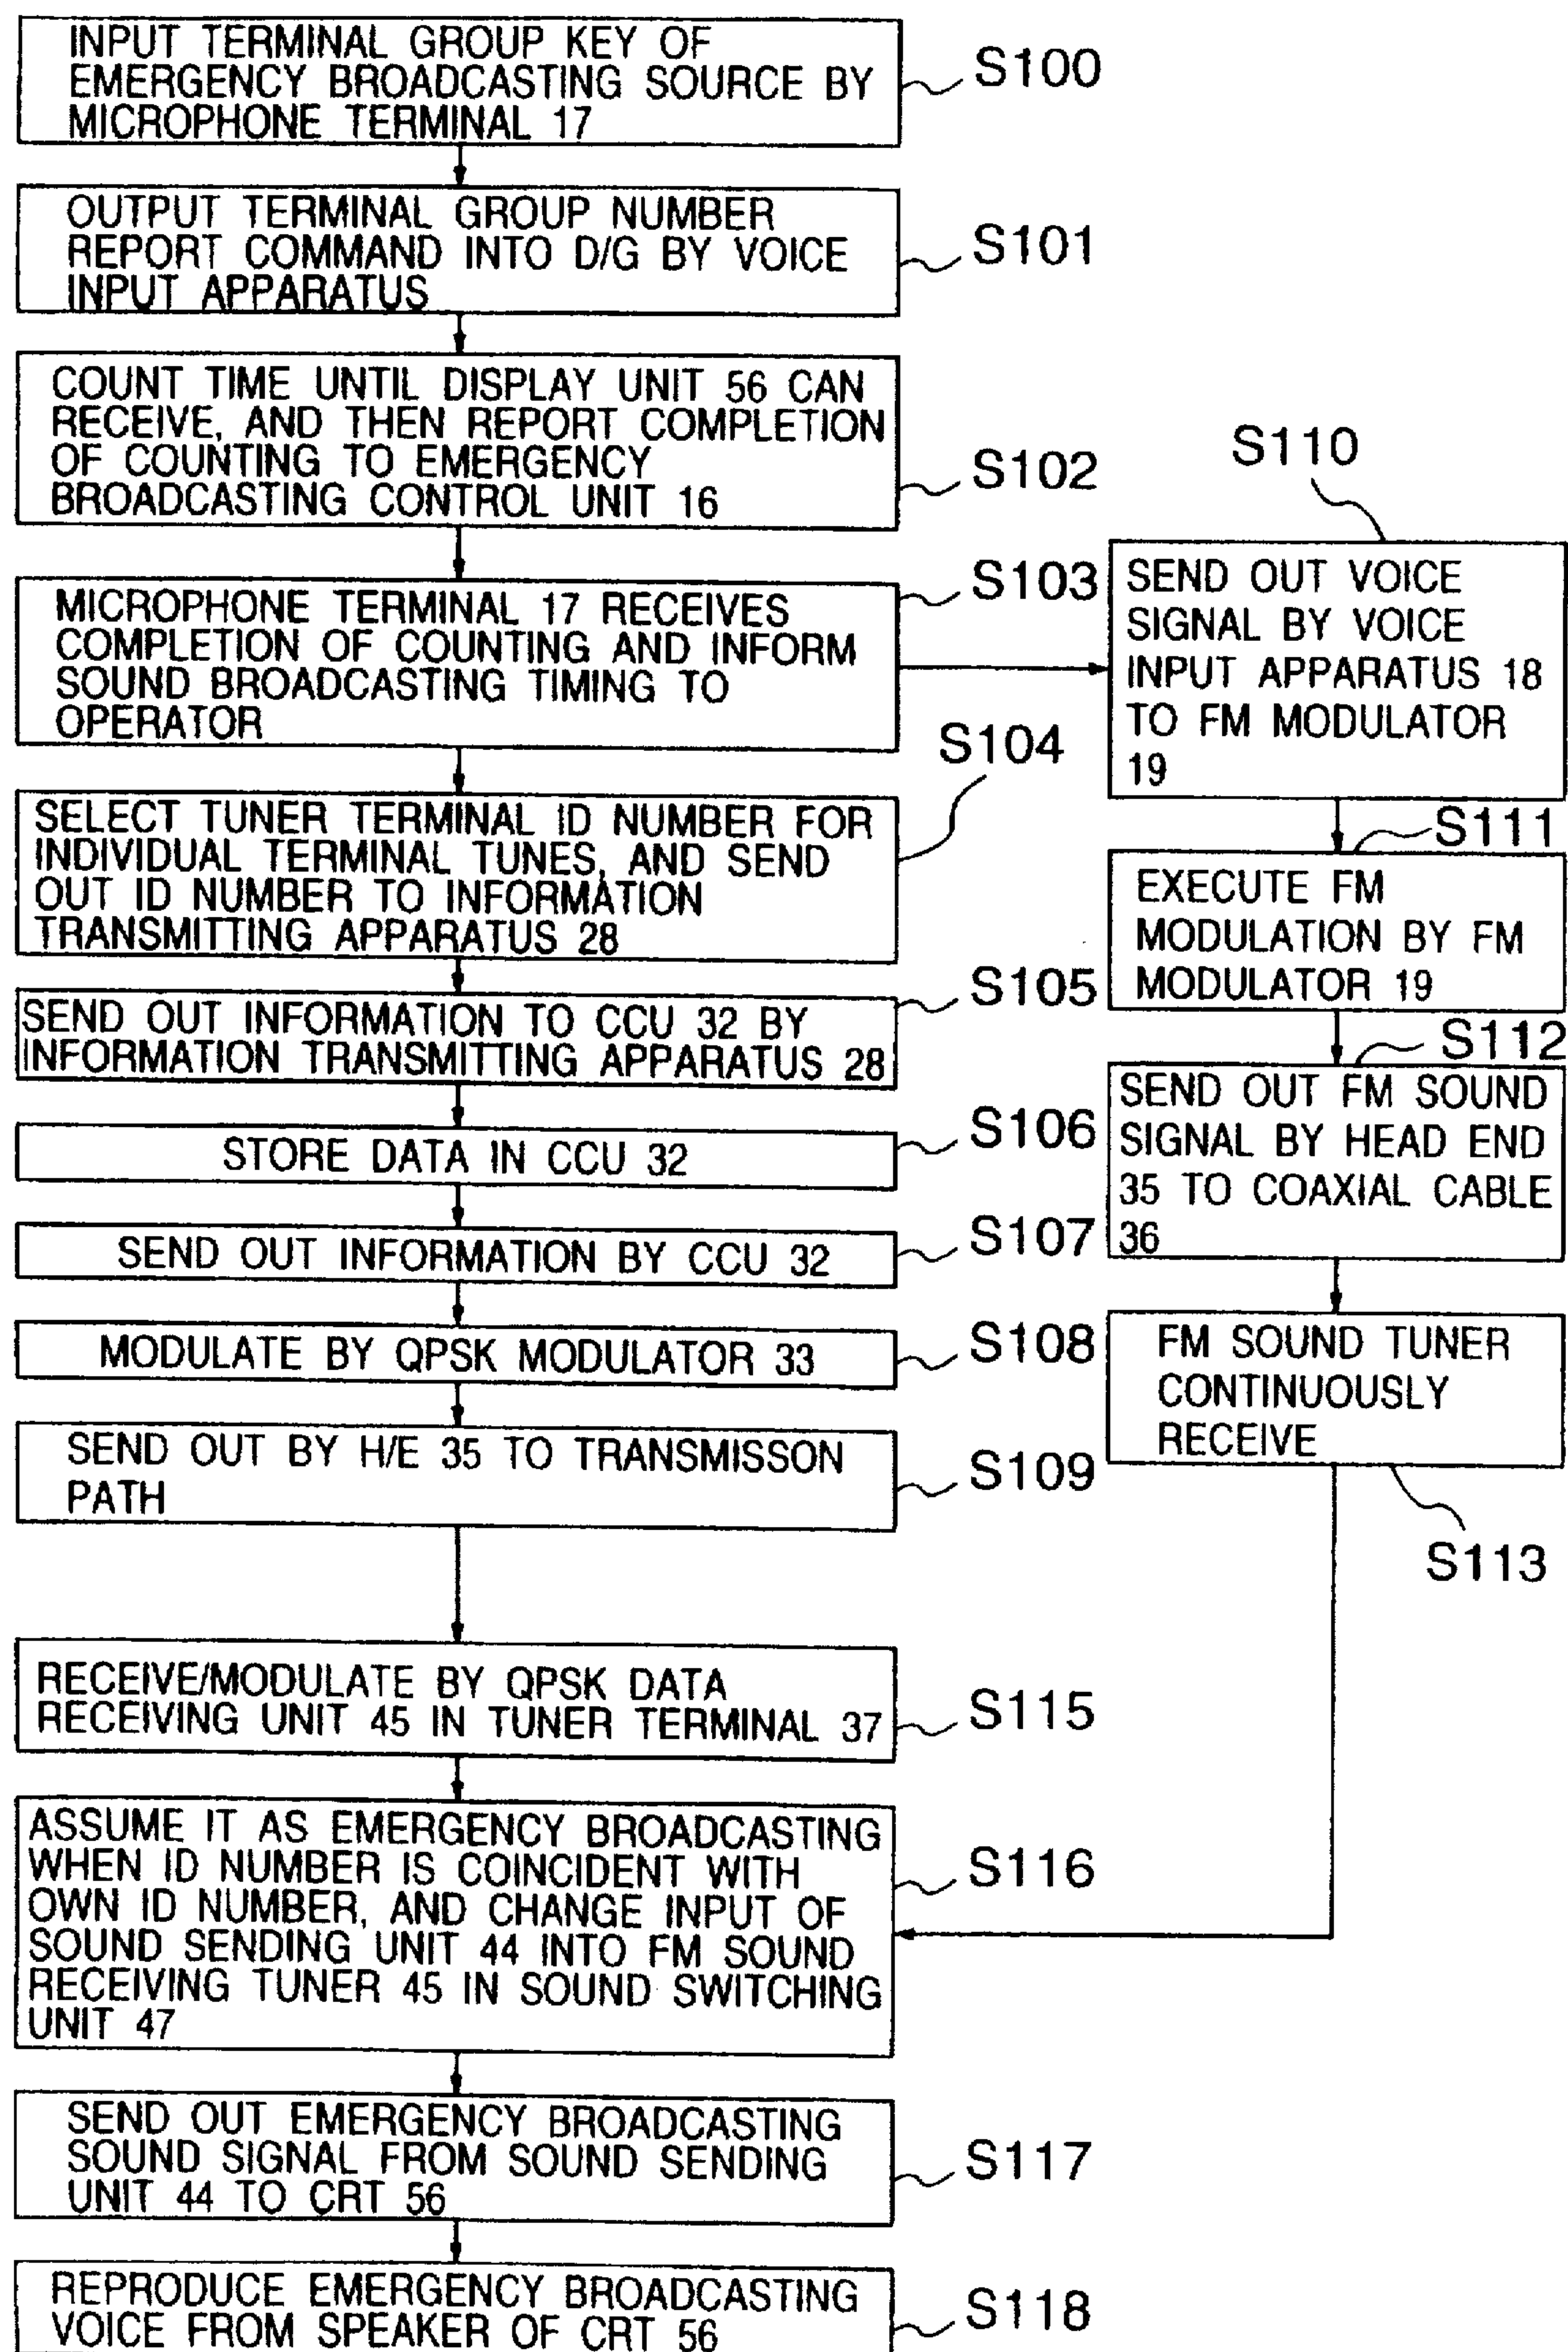 INPUT TERMINAL GROUP KEY OF
EMERGENCY BROADCASTING SOURCE BY
MICROPHONE TERMINAL 17
S100
OUTPUT TERMINAL GROUP NUMBER
REPORT COMMAND INTO D/G BY VOICE
INPUT APPARATUS
S101
COUNT TIME UNTIL DISPLAY UNIT 56 CAN
RECEIVE, AND THEN REPORT COMPLETION
OF COUNTING TO EMERGENCY
BROADCASTING CONTROL UNIT 16
S102
MICROPHONE TERMINAL 17 RECEIVES
COMPLETION OF COUNTING AND INFORM
SOUND BROADCASTING TIMING TO
OPERATOR
S103
SELECT TUNER TERMINAL ID NUMBER FOR
INDIVIDUAL TERMINAL TUNES, AND SEND
OUT ID NUMBER TO INFORMATION
TRANSMITTING APPARATUS 28
S104
SEND OUT INFORMATION TO CCU 32 BY
INFORMATION TRANSMITTING APPARATUS 28
S105
STORE DATA IN CCU 32
S106
SEND OUT INFORMATION BY CCU 32
S107
MODULATE BY QPSK MODULATOR 33
S108
SEND OUT BY H/E 35 TO TRANSMISSON
PATH
S109
S110
SEND OUT VOICE
SIGNAL BY VOICE
INPUT APPARATUS 18
TO FM MODULATOR
19
S111
EXECUTE FM
MODULATION BY FM
MODULATOR 19
S112
SEND OUT FM SOUND
SIGNAL BY HEAD END
35 TO COAXIAL CABLE
36
FM SOUND TUNER
CONTINUOUSLY
RECEIVE
S113
RECEIVE/MODULATE BY QPSK DATA
RECEIVING UNIT 45 IN TUNER TERMINAL 37
S115
ASSUME IT AS EMERGENCY BROADCASTING
WHEN ID NUMBER IS COINCIDENT WITH
OWN ID NUMBER, AND CHANGE INPUT OF
SOUND SENDING UNIT 44 INTO FM SOUND
RECEIVING TUNER 45 IN SOUND SWITCHING
UNIT 47
S116
SEND OUT EMERGENCY BROADCASTING
SOUND SIGNAL FROM SOUND SENDING
UNIT 44 TO CRT 56
S117
REPRODUCE EMERGENCY BROADCASTING
VOICE FROM SPEAKER OF CRT 56
S118